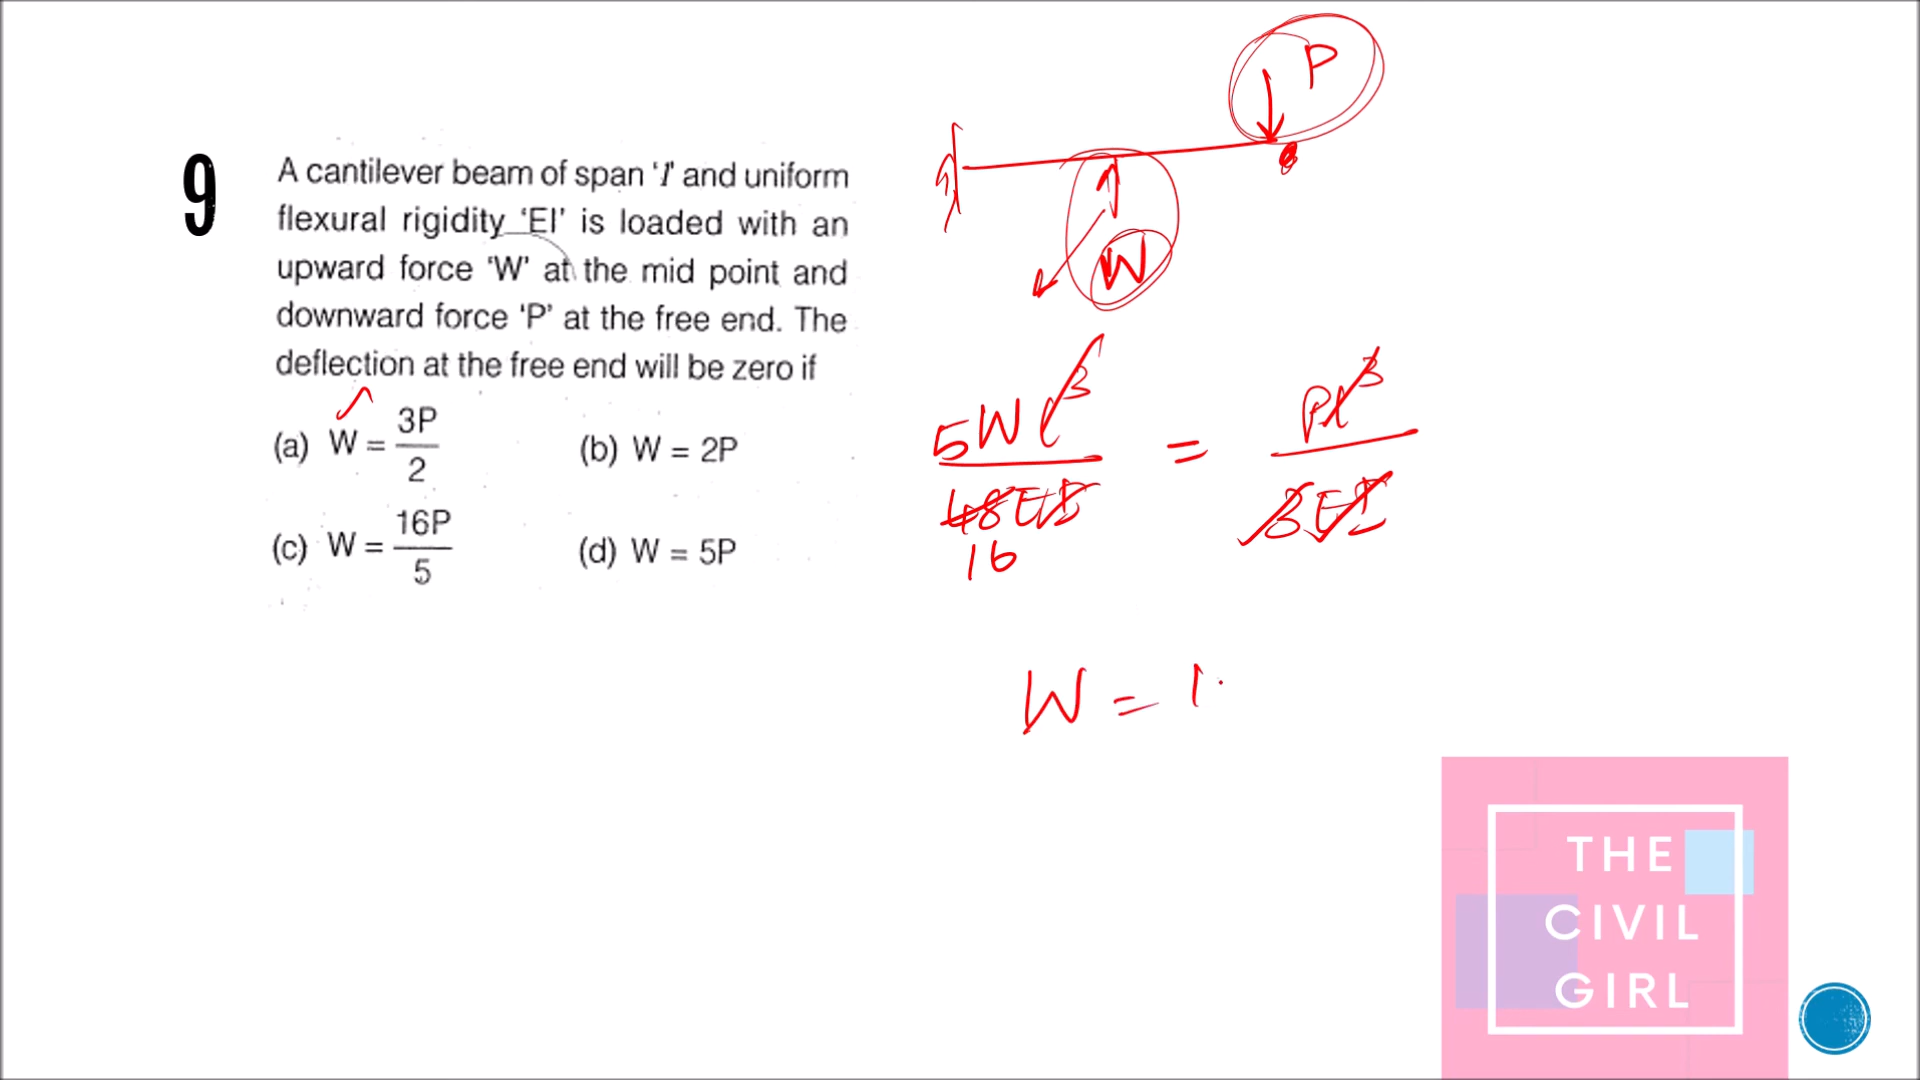 9
A cantilever beam of span 'l' and uniform
flexural rigidity 'EI' is loaded with an
upward force 'W' at the mid point and
downward force 'P' at the free end. The
deflection at the free end will be zero if
(a) W = 3P/2 (b) W = 2P
(c) W = 16P/5 (d) W = 5P
P
W
5Wl³/48EI = Pl³/3EI
16
W = 1
THE
CIVIL
GIRL